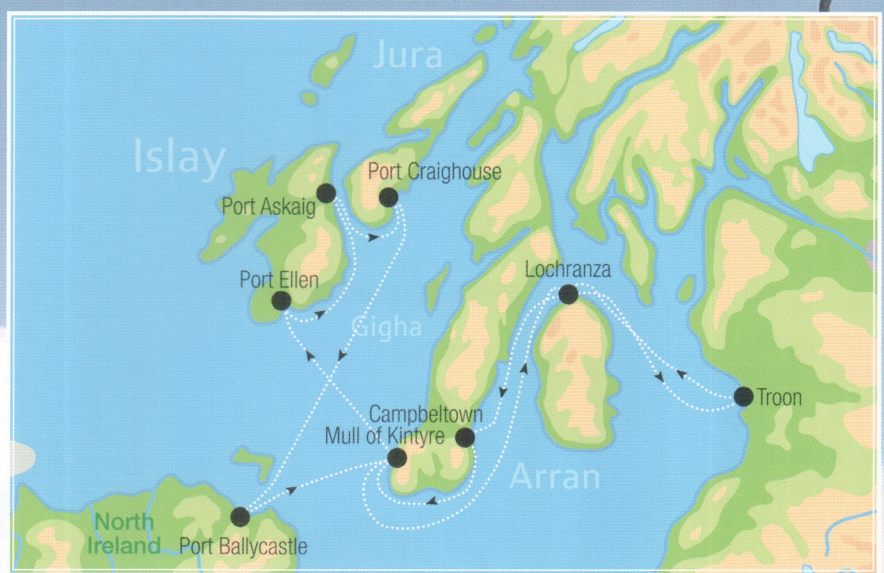 Jura
Islay
Port Craighouse
Port Askaig
Port Ellen
Lochranza
Gigha
Troon
Campbeltown
Mull of Kintyre
Arran
North
Ireland
Port Ballycastle